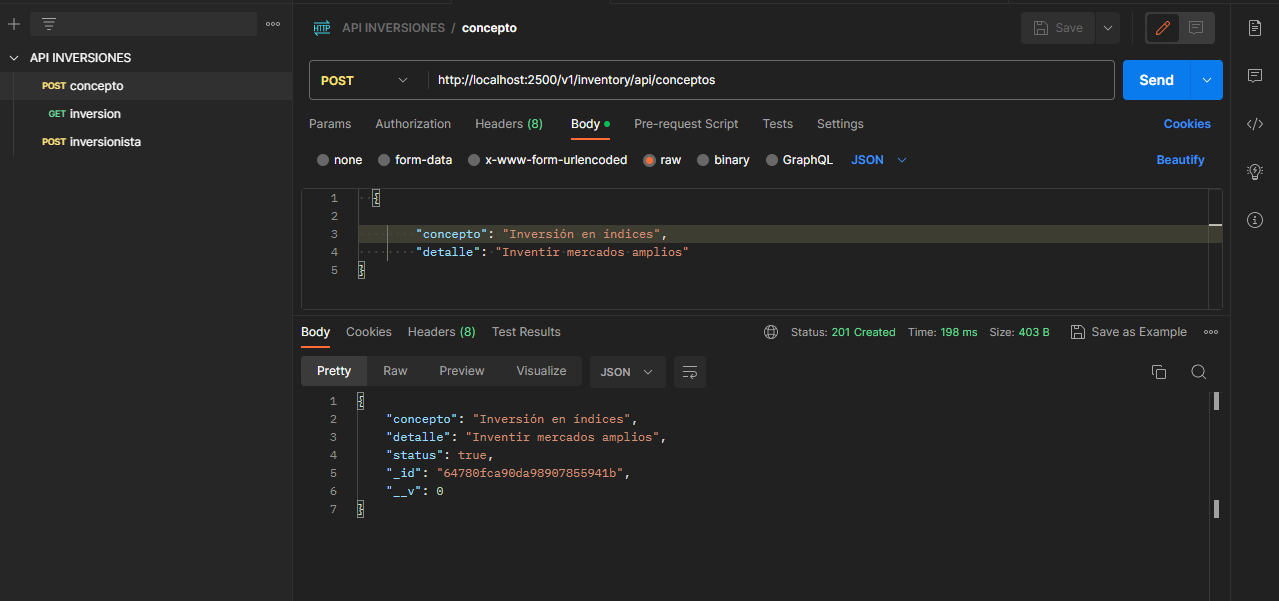 API INVERSIONES
POST concepto
GET inversion
POST inversionista
HTTP API INVERSIONES / concepto
Save
POST http://localhost:2500/v1/inventory/api/conceptos
Send
Params Authorization Headers (8) Body Pre-request Script Tests Settings Cookies
none form-data x-www-form-urlencoded raw binary GraphQL JSON Beautify
1 {
2
3 "concepto": "Inversión en índices",
4 "detalle": "Inventir mercados amplios"
5 }
Body Cookies Headers (8) Test Results Status: 201 Created Time: 198 ms Size: 403 B Save as Example
Pretty Raw Preview Visualize JSON
1 {
2 "concepto": "Inversión en índices",
3 "detalle": "Inventir mercados amplios",
4 "status": true,
5 "_id": "64780fca90da98907855941b",
6 "__v": 0
7 }